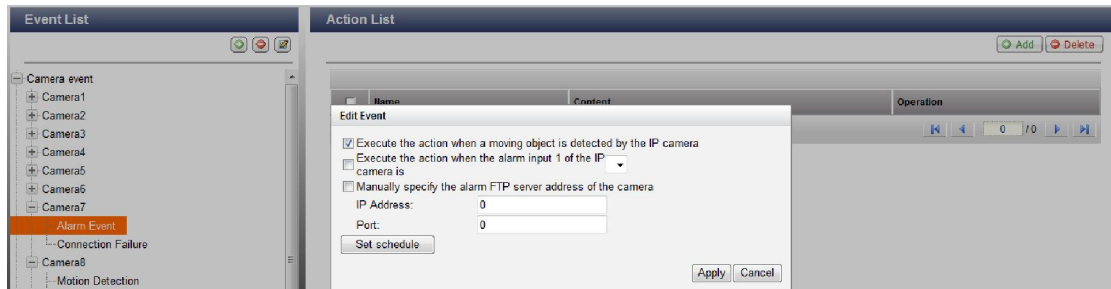 Event List
Camera event
Camera1
Camera2
Camera3
Camera4
Camera5
Camera6
Camera7
Alarm Event
Connection Failure
Camera8
Motion Detection
Action List
Add Delete
Name Content Operation
0 /0
Edit Event
Execute the action when a moving object is detected by the IP camera
Execute the action when the alarm input 1 of the IP
camera is
Manually specify the alarm FTP server address of the camera
IP Address: 0
Port: 0
Set schedule
Apply Cancel